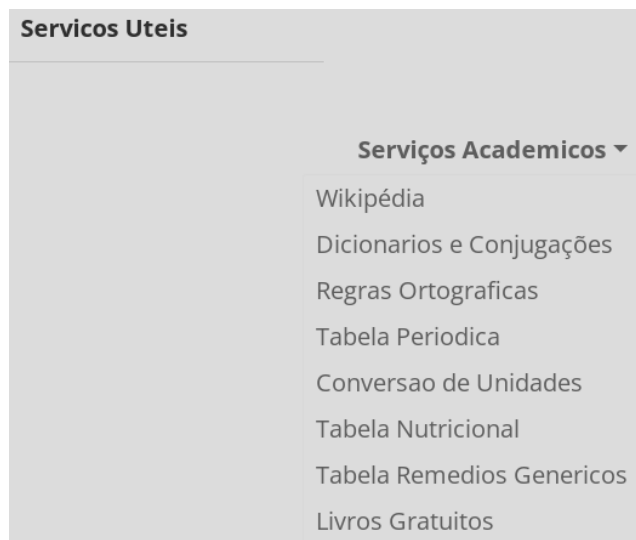 Servicos Uteis
Serviços Academicos
Wikipédia
Dicionarios e Conjugações
Regras Ortograficas
Tabela Periodica
Conversao de Unidades
Tabela Nutricional
Tabela Remedios Genericos
Livros Gratuitos